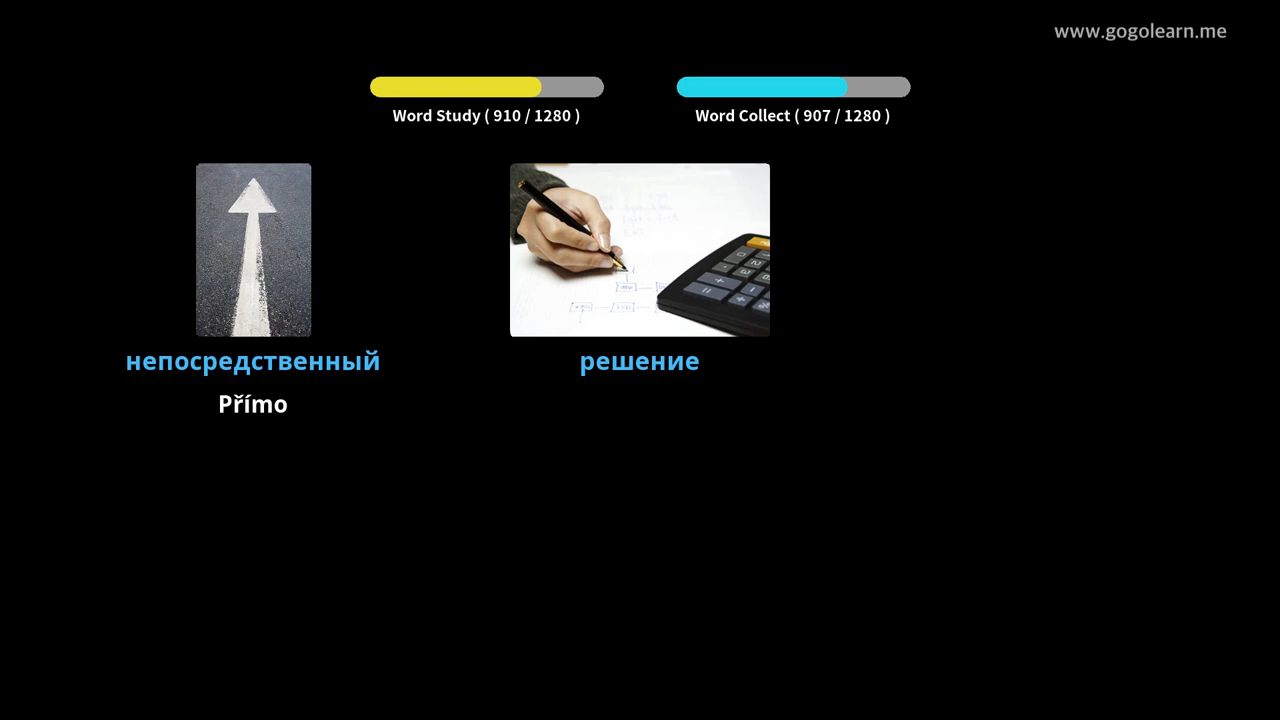 www.gogolearn.me
Word Study ( 910 / 1280 )
Word Collect ( 907 / 1280 )
непосредственный
решение
Přímo